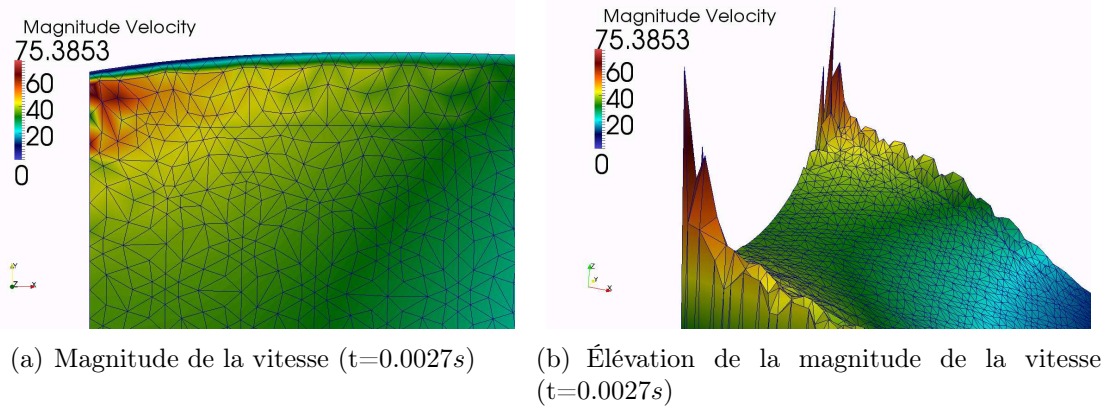 Magnitude Velocity
75.3853
60
40
20
0
Y
Z
X
Magnitude Velocity
75.3853
60
40
20
0
Z
Y
X
(a) Magnitude de la vitesse (t=0.0027s)
(b) Élévation de la magnitude de la vitesse
(t=0.0027s)